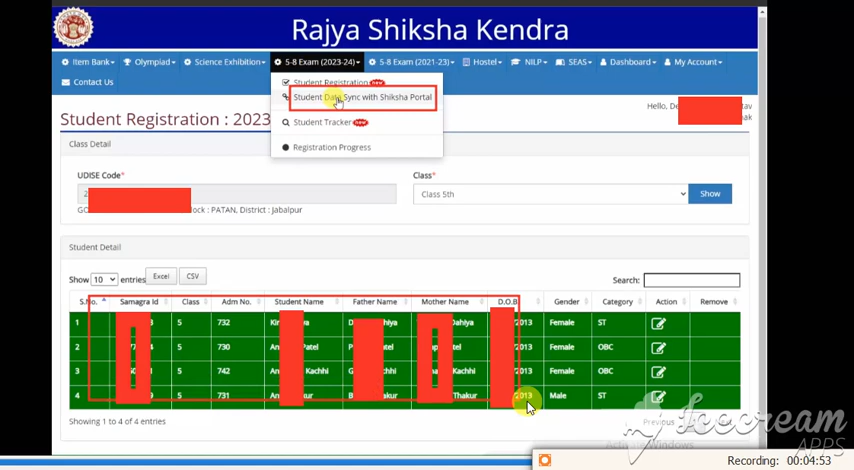 Rajya Shiksha Kendra
Item Bank Olympiad Science Exhibition 5-8 Exam (2023-24) 5-8 Exam (2021-23) Hostel NILP SEAS Dashboard My Account
Contact Us
Student Registration new
Student Data Sync with Shiksha Portal
Student Tracker new
Registration Progress
Hello,
Student Registration : 2023
Class Detail
UDISE Code* Class*
Class 5th Show
PATAN, District : Jabalpur
Student Detail
Show 10 entries Excel CSV Search:
S.No. Samagra Id Class Adm No. Student Name Father Name Mother Name D.O.B. Gender Category Action Remove
1 5 732 2013 Female ST
2 5 730 2013 Female OBC
3 5 742 Kachhi 2013 Female OBC
4 5 731 Thakur 2013 Male ST
Showing 1 to 4 of 4 entries Previous
Icecream
APPS
Recording: 00:04:53